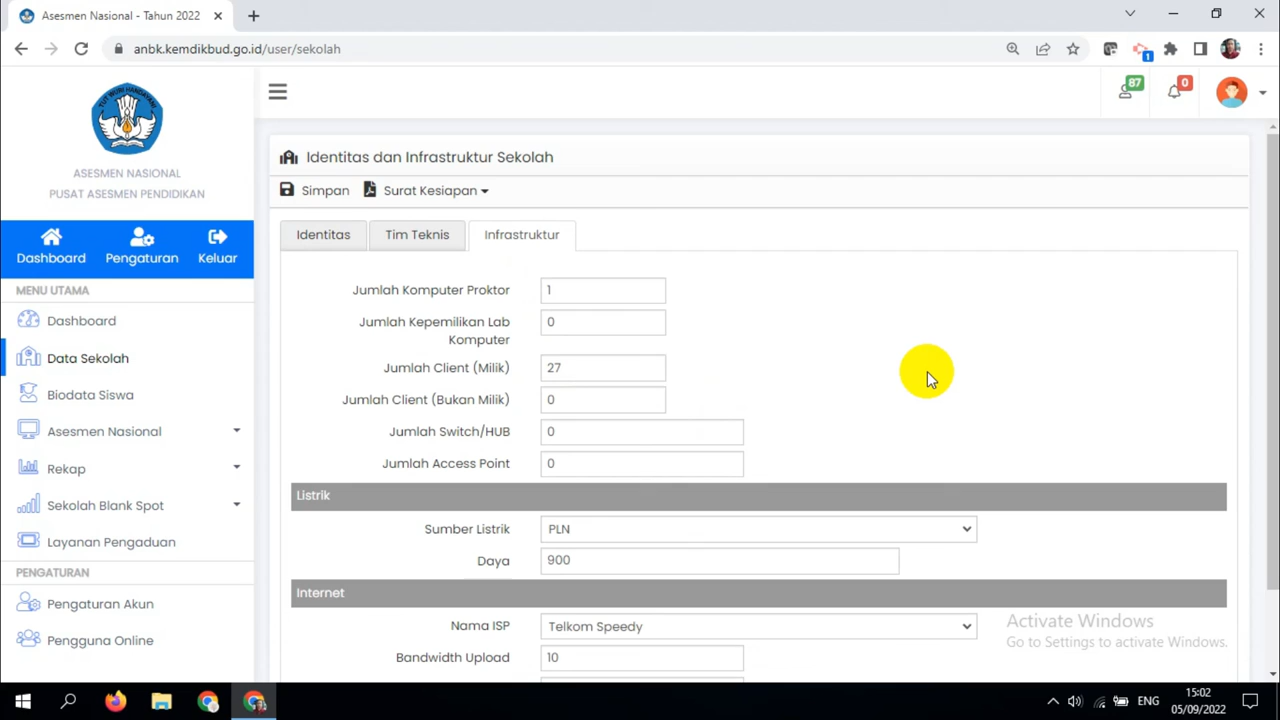 Asesmen Nasional - Tahun 2022
anbk.kemdikbud.go.id/user/sekolah
1
ASESMEN NASIONAL
PUSAT ASESMEN PENDIDIKAN
Dashboard
Pengaturan
Keluar
MENU UTAMA
Dashboard
Data Sekolah
Biodata Siswa
Asesmen Nasional
Rekap
Sekolah Blank Spot
Layanan Pengaduan
PENGATURAN
Pengaturan Akun
Pengguna Online
87
0
Identitas dan Infrastruktur Sekolah
Simpan
Surat Kesiapan
Identitas
Tim Teknis
Infrastruktur
Jumlah Komputer Proktor
1
Jumlah Kepemilikan Lab
Komputer
0
Jumlah Client (Milik)
27
Jumlah Client (Bukan Milik)
0
Jumlah Switch/HUB
0
Jumlah Access Point
0
Listrik
Sumber Listrik
PLN
Daya
900
Internet
Nama ISP
Telkom Speedy
Bandwidth Upload
10
Activate Windows
Go to Settings to activate Windows.
ENG
15:02
05/09/2022